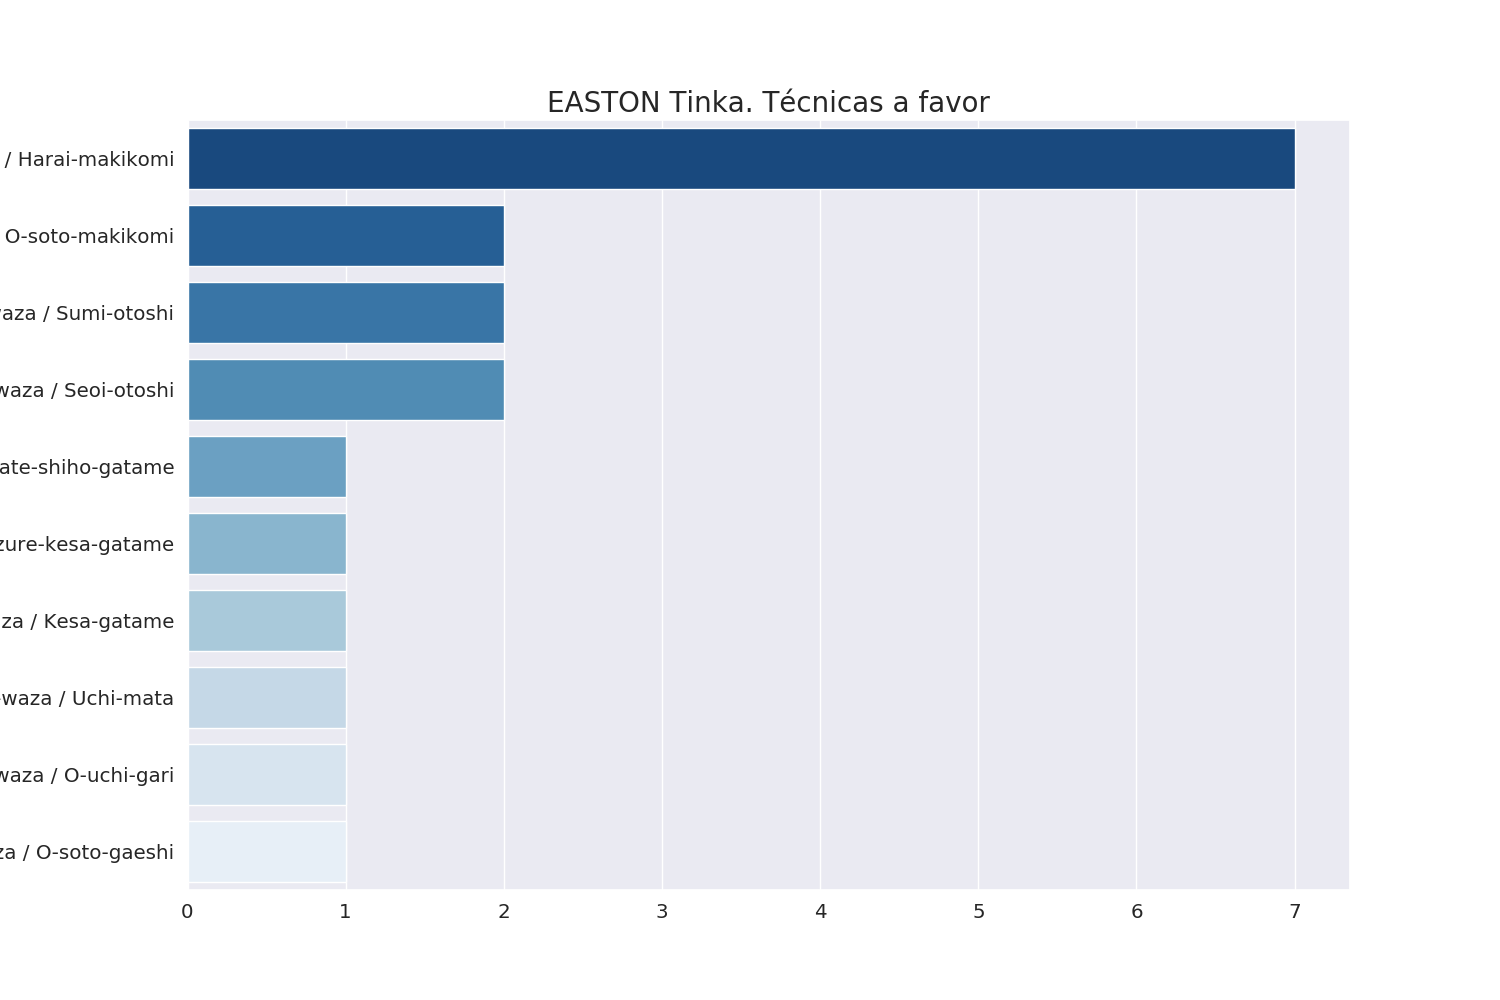 EASTON Tinka. Técnicas a favor
/ Harai-makikomi
O-soto-makikomi
aza / Sumi-otoshi
waza / Seoi-otoshi
ate-shiho-gatame
zure-kesa-gatame
za / Kesa-gatame
waza / Uchi-mata
waza / O-uchi-gari
za / O-soto-gaeshi
0 1 2 3 4 5 6 7